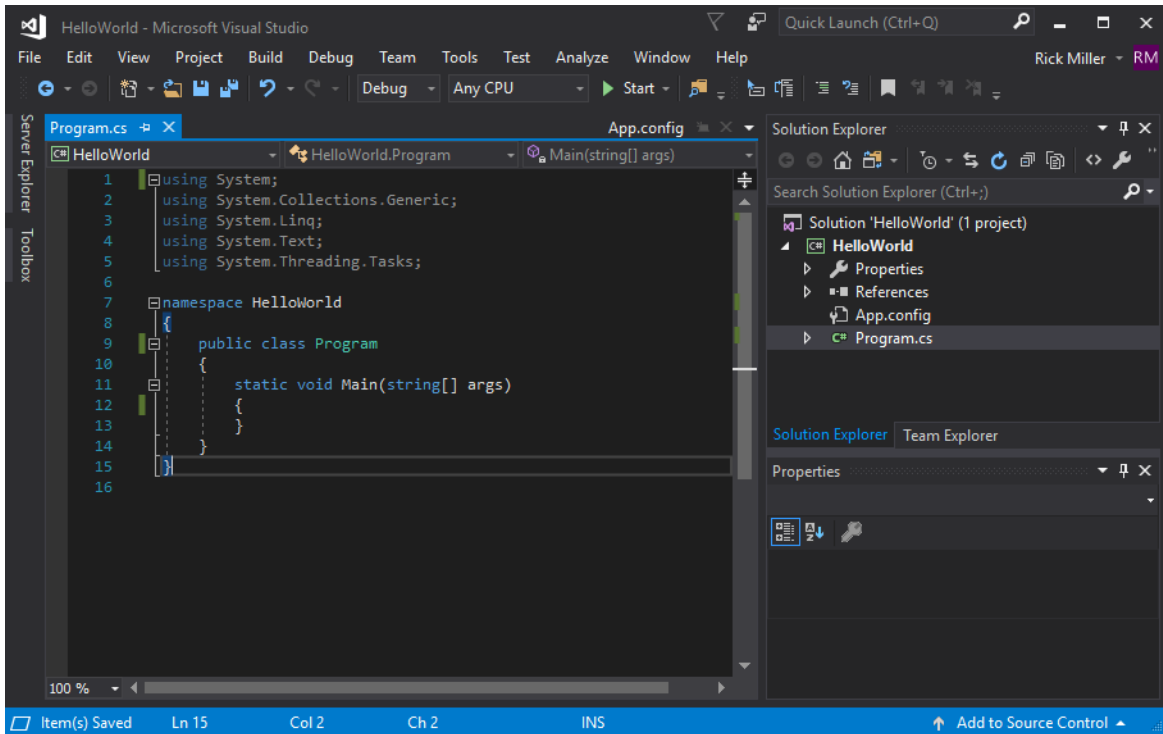 HelloWorld - Microsoft Visual Studio
Quick Launch (Ctrl+Q)
File Edit View Project Build Debug Team Tools Test Analyze Window Help
Rick Miller RM
Debug Any CPU Start
Server Explorer
Toolbox
Program.cs
App.config
C# HelloWorld HelloWorld.Program Main(string[] args)
1 using System;
2 using System.Collections.Generic;
3 using System.Linq;
4 using System.Text;
5 using System.Threading.Tasks;
6
7 namespace HelloWorld
8 {
9 public class Program
10 {
11 static void Main(string[] args)
12 {
13 }
14 }
15 }
16
100 %
Solution Explorer
Search Solution Explorer (Ctrl+;)
Solution 'HelloWorld' (1 project)
C# HelloWorld
Properties
References
App.config
C# Program.cs
Solution Explorer Team Explorer
Properties
Item(s) Saved Ln 15 Col 2 Ch 2 INS Add to Source Control